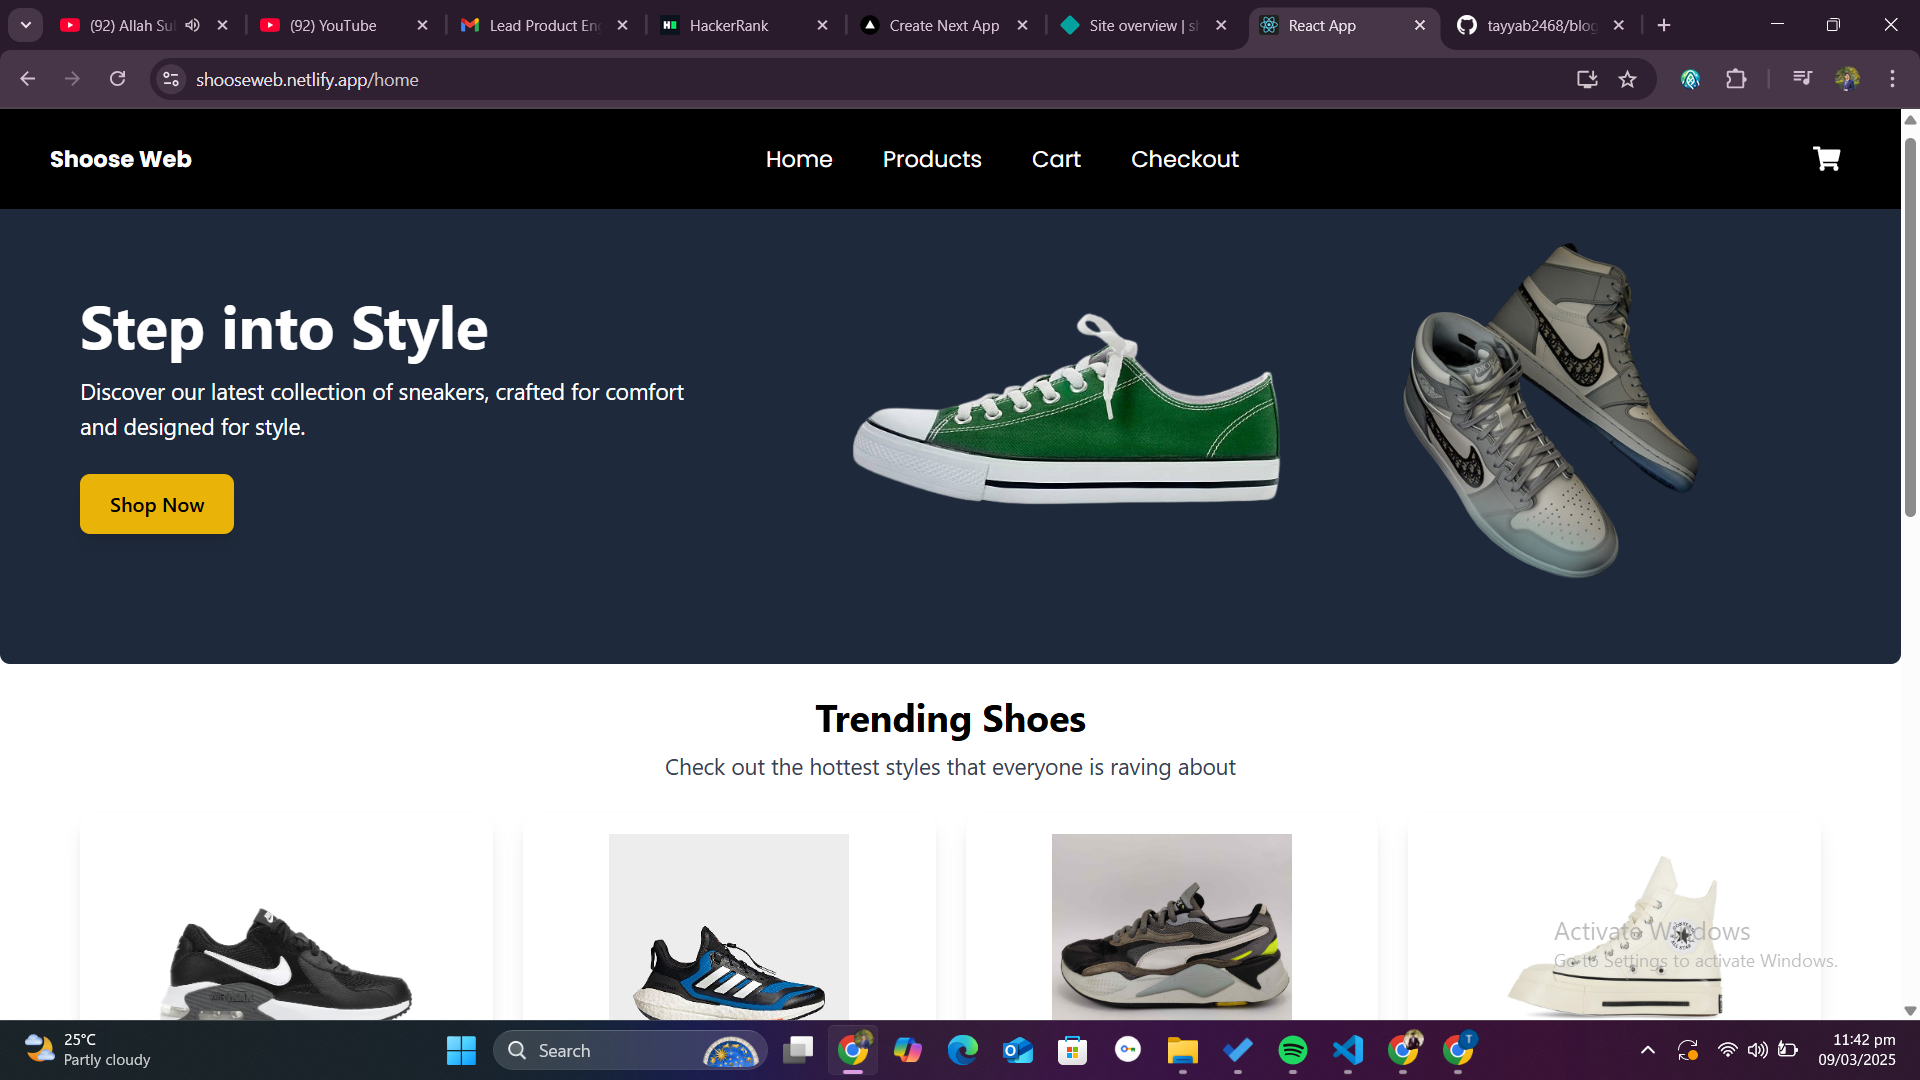 (92) Allah Sul
(92) YouTube
Lead Product Eng
HackerRank
Create Next App
Site overview | sh
React App
tayyab2468/blog
shooseweb.netlify.app/home
Shoose Web
Home
Products
Cart
Checkout
Step into Style
Discover our latest collection of sneakers, crafted for comfort
and designed for style.
Shop Now
Trending Shoes
Check out the hottest styles that everyone is raving about
Activate Windows
Go to Settings to activate Windows.
25°C
Partly cloudy
Search
T
11:42 pm
09/03/2025